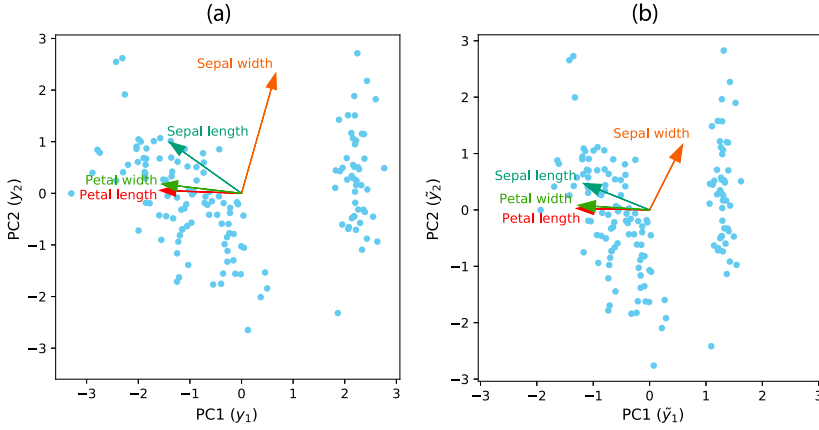 (a)
3
2
1
0
−1
−2
−3
PC2 (y₂)
Sepal width
Sepal length
Petal width
Petal length
−3
−2
−1
0
1
2
3
PC1 (y₁)
(b)
3
2
1
0
−1
−2
−3
PC2 (ỹ₂)
Sepal width
Sepal length
Petal width
Petal length
−3
−2
−1
0
1
2
3
PC1 (ỹ₁)